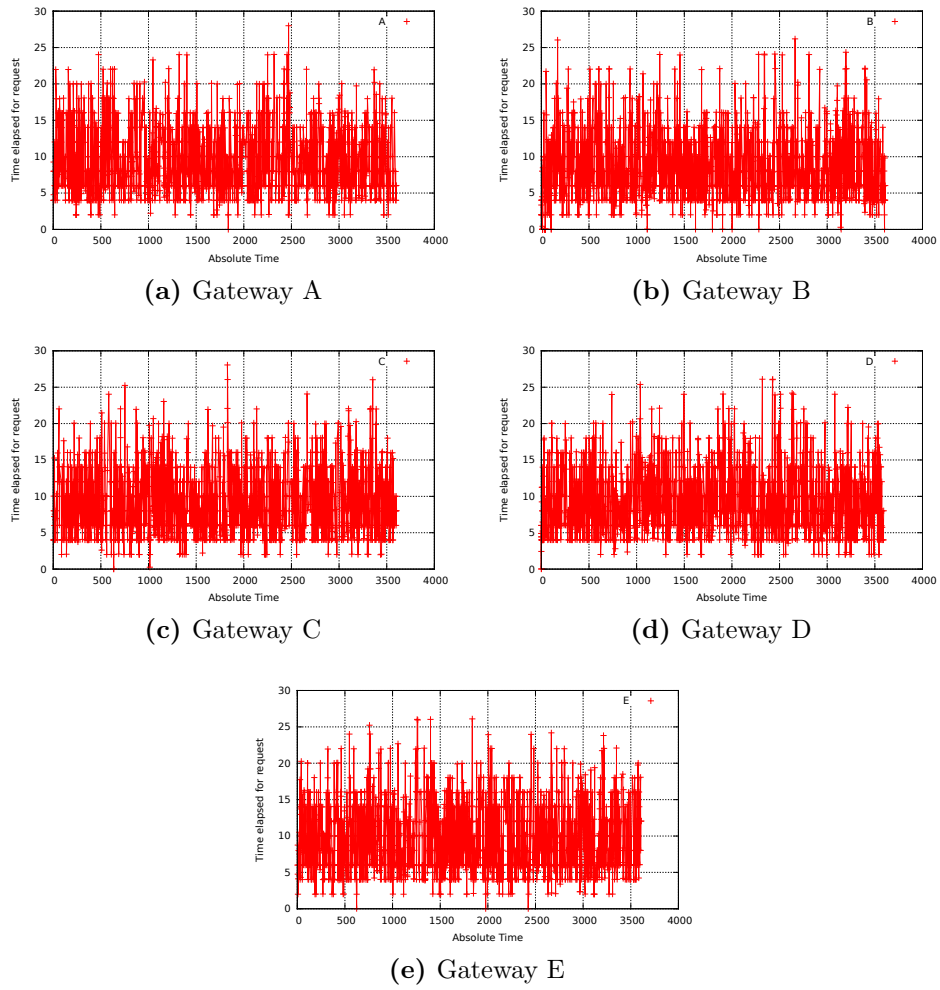 A
Time elapsed for request
30
25
20
15
10
5
0
0 500 1000 1500 2000 2500 3000 3500 4000
Absolute Time
(a) Gateway A
B
Time elapsed for request
30
25
20
15
10
5
0
0 500 1000 1500 2000 2500 3000 3500 4000
Absolute Time
(b) Gateway B
C
Time elapsed for request
30
25
20
15
10
5
0
0 500 1000 1500 2000 2500 3000 3500 4000
Absolute Time
(c) Gateway C
D
Time elapsed for request
30
25
20
15
10
5
0
0 500 1000 1500 2000 2500 3000 3500 4000
Absolute Time
(d) Gateway D
E
Time elapsed for request
30
25
20
15
10
5
0
0 500 1000 1500 2000 2500 3000 3500 4000
Absolute Time
(e) Gateway E